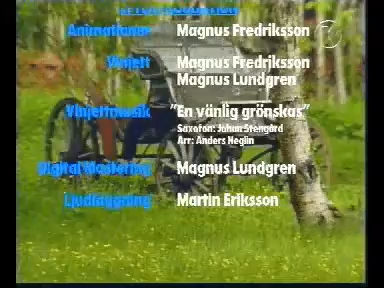 Animationer Magnus Fredriksson
Vinjett Magnus Fredriksson
Magnus Lundgren
Vinjettmusik "En vänlig grönskas"
Saxofon: Johan Stengård
Arr: Anders Neglin
Digital Mastering Magnus Lundgren
Ljudläggning Martin Eriksson